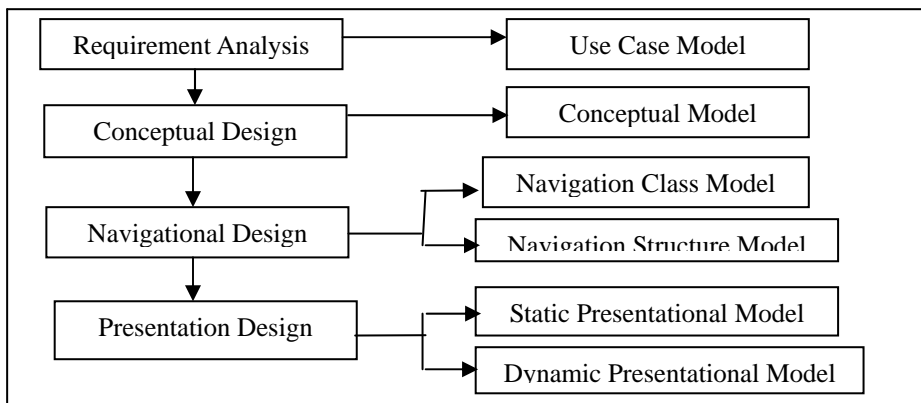 Requirement Analysis
Use Case Model
Conceptual Design
Conceptual Model
Navigation Class Model
Navigational Design
Navigation Structure Model
Static Presentational Model
Presentation Design
Dynamic Presentational Model